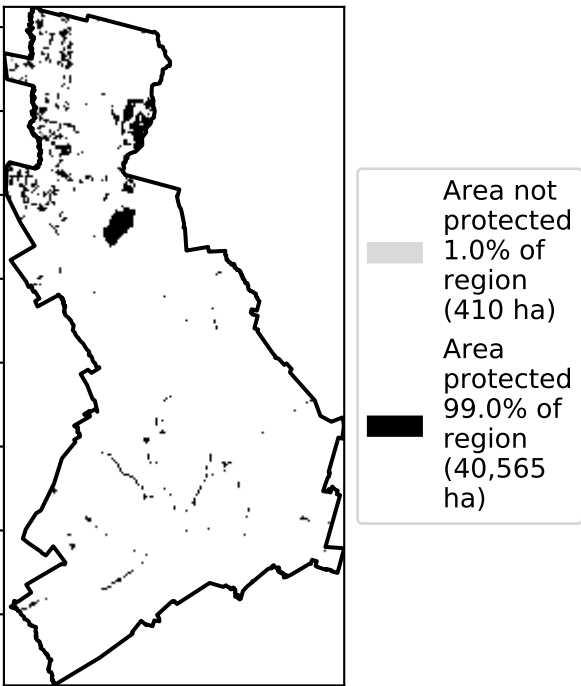 Area not
protected
1.0% of
region
(410 ha)
Area
protected
99.0% of
region
(40,565
ha)